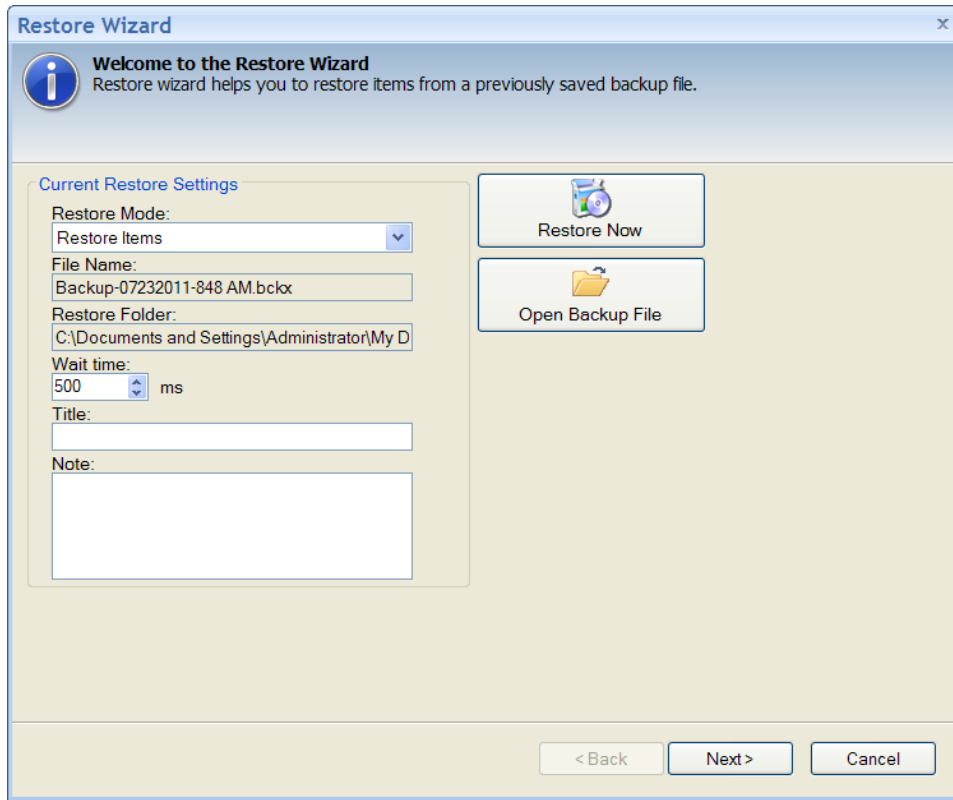 Restore Wizard
x
Welcome to the Restore Wizard
Restore wizard helps you to restore items from a previously saved backup file.
Current Restore Settings
Restore Mode:
Restore Items
File Name:
Backup-07232011-848 AM.bckx
Restore Folder:
C:\Documents and Settings\Administrator\My D
Wait time:
500 ms
Title:
Note:
Restore Now
Open Backup File
< Back
Next >
Cancel